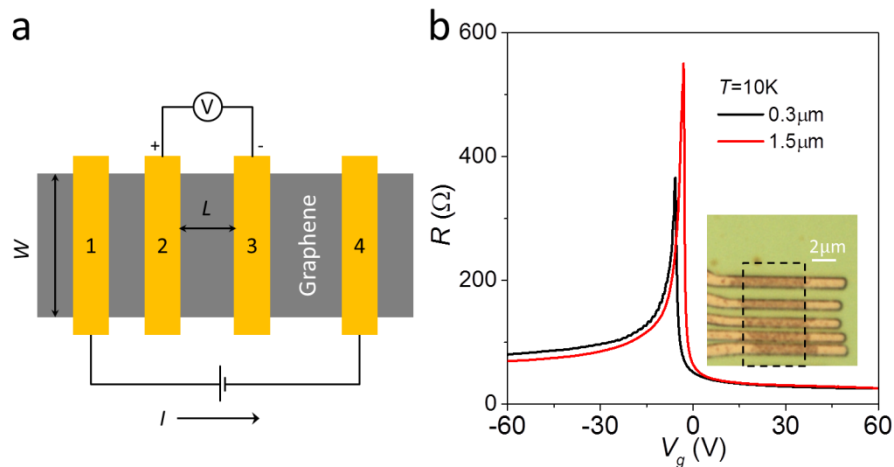 a
V
+ -
L
W
1 2 3 Graphene 4
I
b
600
400
200
0
R (Ω)
T=10K
0.3μm
1.5μm
2μm
-60 -30 0 30 60
Vg (V)